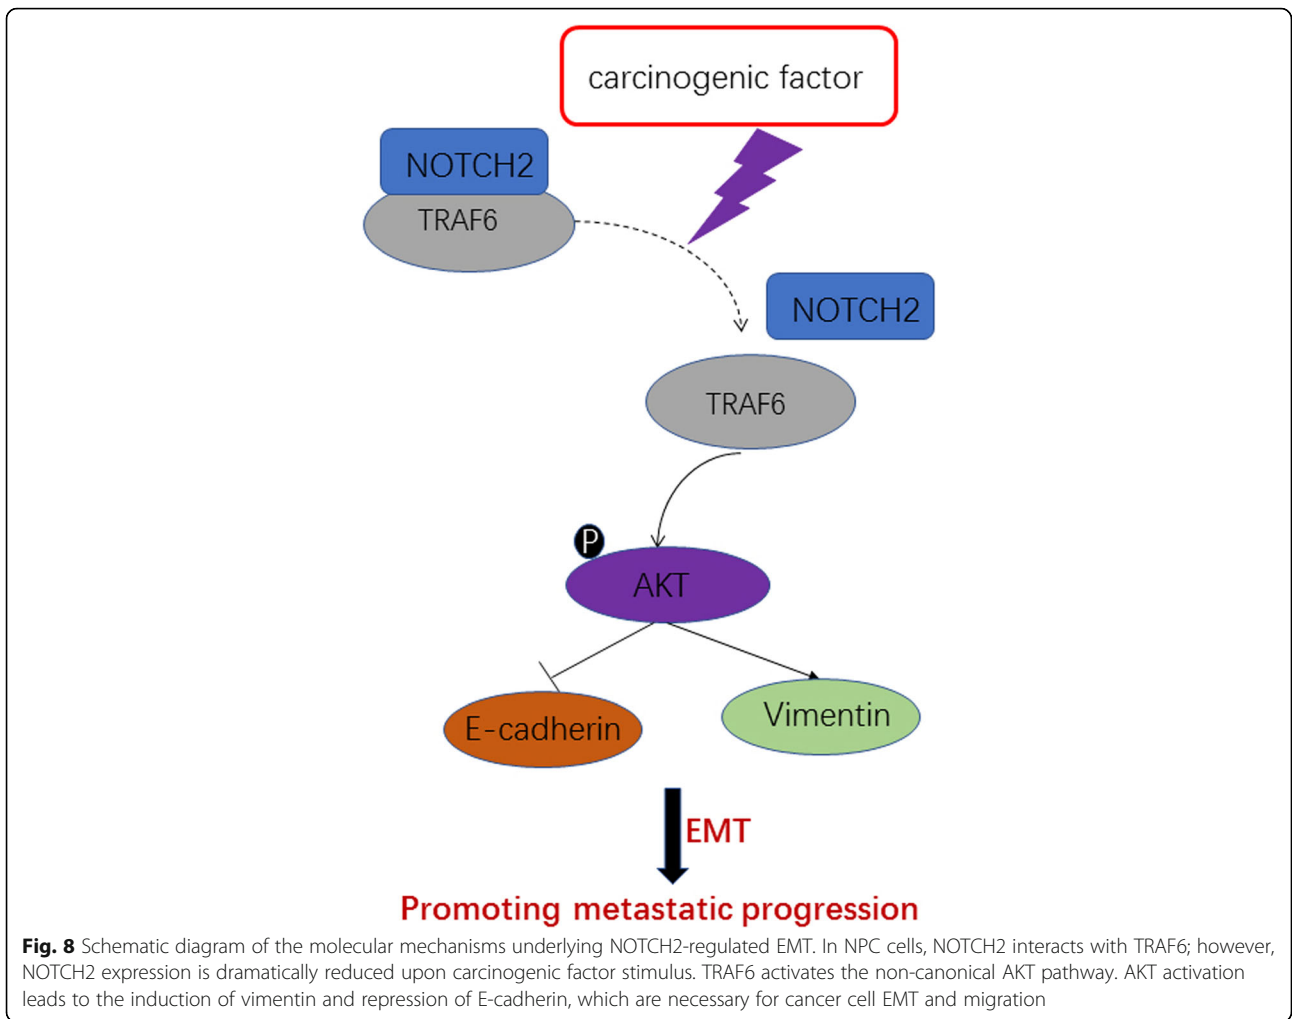 carcinogenic factor
NOTCH2
TRAF6
NOTCH2
TRAF6
P
AKT
E-cadherin
Vimentin
EMT
Promoting metastatic progression
Fig. 8 Schematic diagram of the molecular mechanisms underlying NOTCH2-regulated EMT. In NPC cells, NOTCH2 interacts with TRAF6; however,
NOTCH2 expression is dramatically reduced upon carcinogenic factor stimulus. TRAF6 activates the non-canonical AKT pathway. AKT activation
leads to the induction of vimentin and repression of E-cadherin, which are necessary for cancer cell EMT and migration